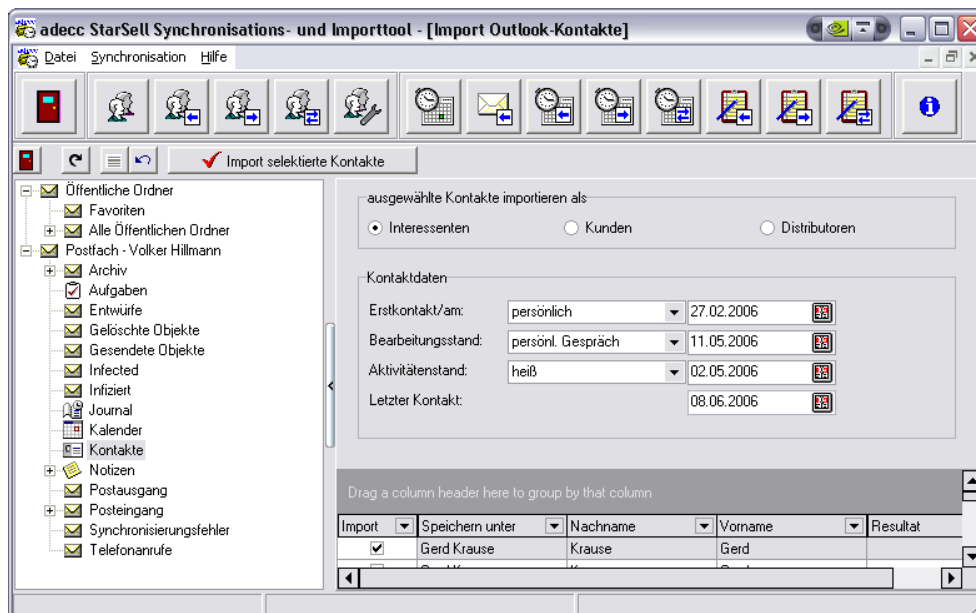 adecc StarSell Synchronisations- und Importtool - [Import Outlook-Kontakte]
Datei Synchronisation Hilfe
Import selektierte Kontakte
Öffentliche Ordner
Favoriten
Alle Öffentlichen Ordner
Postfach - Volker Hillmann
Archiv
Aufgaben
Entwürfe
Gelöschte Objekte
Gesendete Objekte
Infected
Infiziert
Journal
Kalender
Kontakte
Notizen
Postausgang
Posteingang
Synchronisierungsfehler
Telefonanrufe
ausgewählte Kontakte importieren als
Interessenten Kunden Distributoren
Kontaktdaten
Erstkontakt/am: persönlich 27.02.2006
Bearbeitungsstand: persönl. Gespräch 11.05.2006
Aktivitätenstand: heiß 02.05.2006
Letzter Kontakt: 08.06.2006
Drag a column header here to group by that column
Import Speichern unter Nachname Vorname Resultat
Gerd Krause Krause Gerd